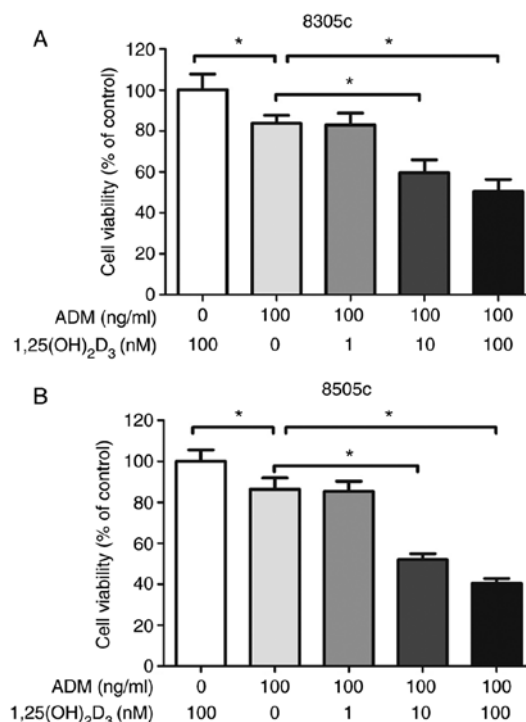 A
8305c
Cell viability (% of control)
120
100
80
60
40
20
0
* * *
ADM (ng/ml) 0 100 100 100 100
1,25(OH)₂D₃ (nM) 100 0 1 10 100
B
8505c
Cell viability (% of control)
120
100
80
60
40
20
0
* * *
ADM (ng/ml) 0 100 100 100 100
1,25(OH)₂D₃ (nM) 100 0 1 10 100